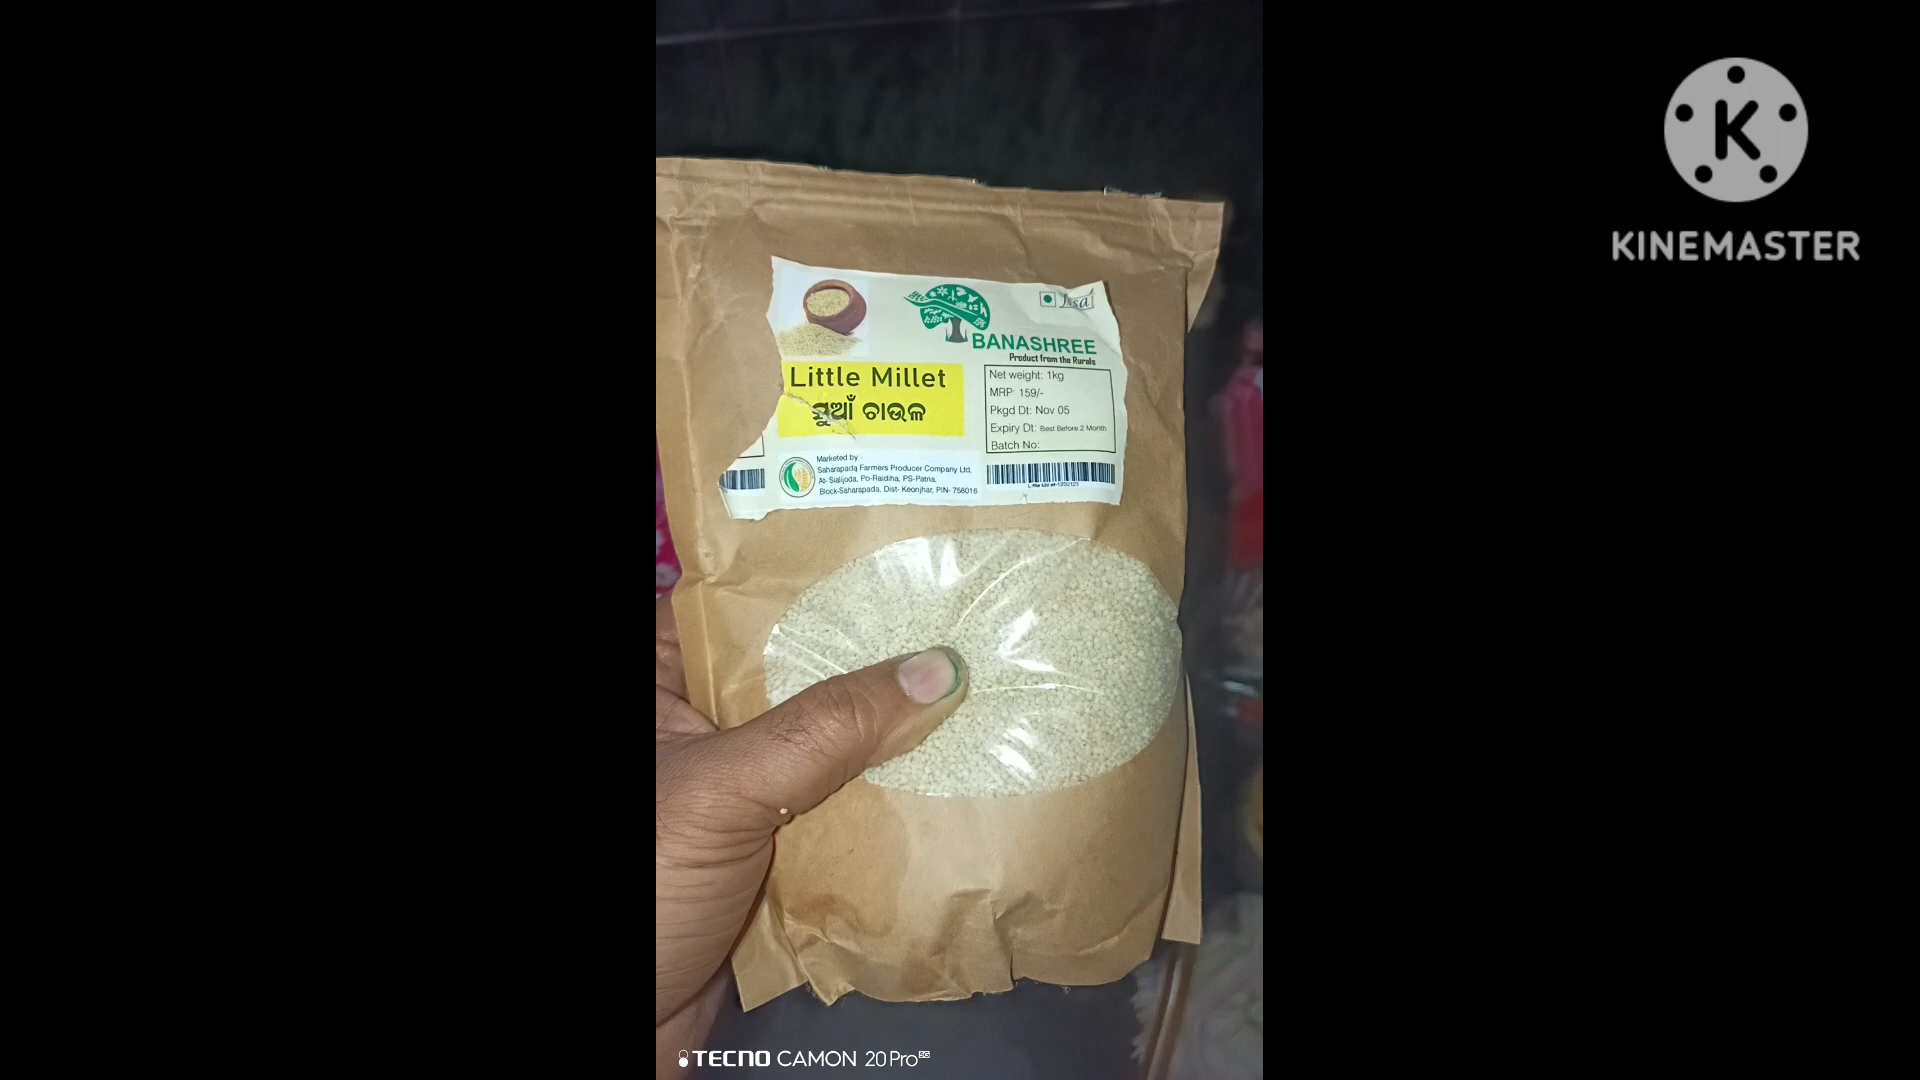 K
KINEMASTER
fssai
BANASHREE
Product from the Rurals
Little Millet
ସୁଆଁ ଚାଉଳ
Net weight: 1kg
MRP: 159/-
Pkgd Dt: Nov 05
Expiry Dt: Best Before 2 Month
Batch No:
Marketed by
Saharapada Farmers Producer Company Ltd,
At- Sialijoda, Po-Raidiha, PS-Patna,
Block-Saharapada, Dist- Keonjhar, PIN- 758016
TECNO CAMON 20 Pro 5G